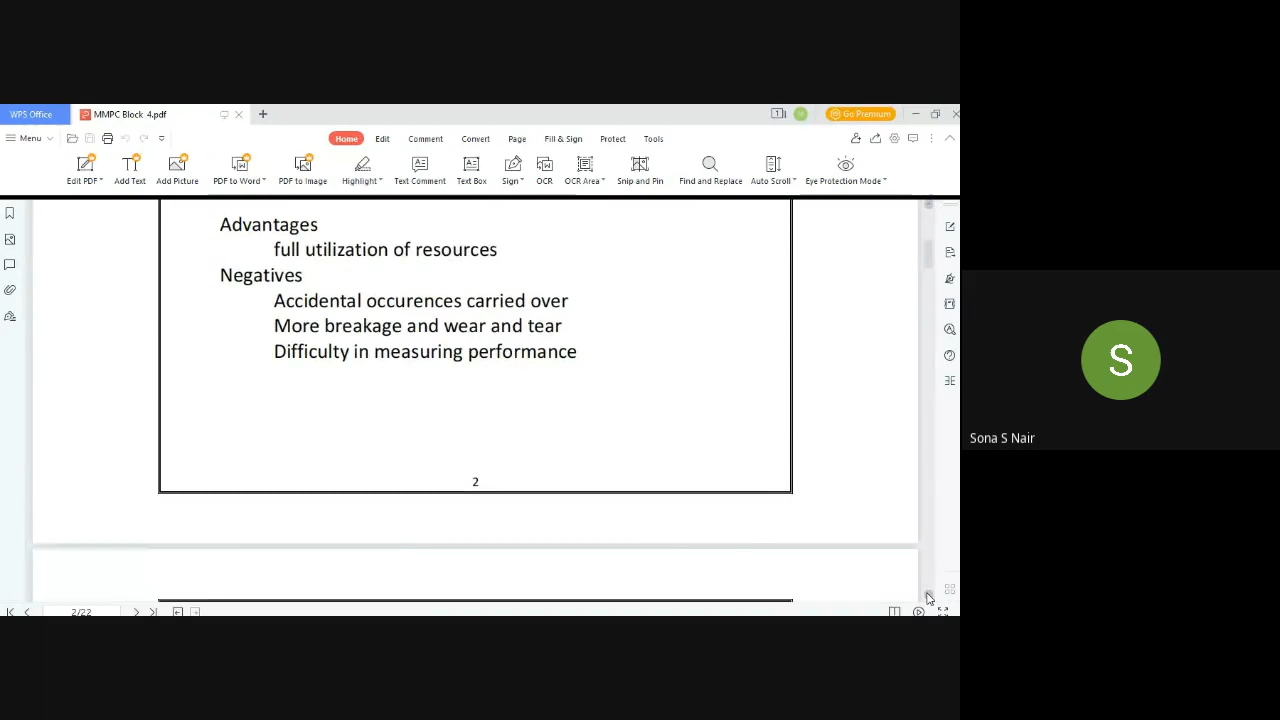 WPS Office
MMPC Block 4.pdf
Go Premium
Menu
Home Edit Comment Convert Page Fill & Sign Protect Tools
Edit PDF Add Text Add Picture PDF to Word PDF to Image Highlight Text Comment Text Box Sign OCR OCR Area Snip and Pin Find and Replace Auto Scroll Eye Protection Mode
Advantages
full utilization of resources
Negatives
Accidental occurences carried over
More breakage and wear and tear
Difficulty in measuring performance
2
2/22
S
Sona S Nair